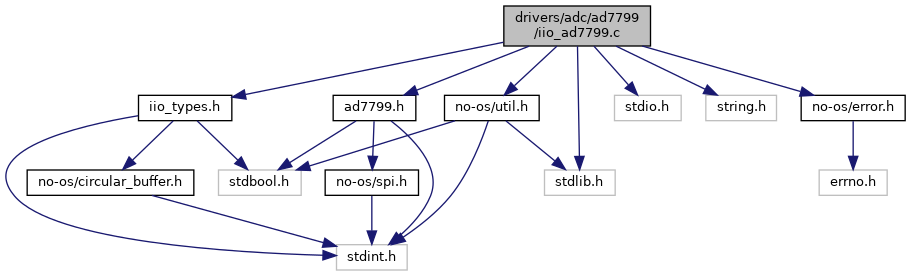 drivers/adc/ad7799
/iio_ad7799.c
iio_types.h
ad7799.h
no-os/util.h
stdio.h
string.h
no-os/error.h
no-os/circular_buffer.h
stdbool.h
no-os/spi.h
stdlib.h
errno.h
stdint.h